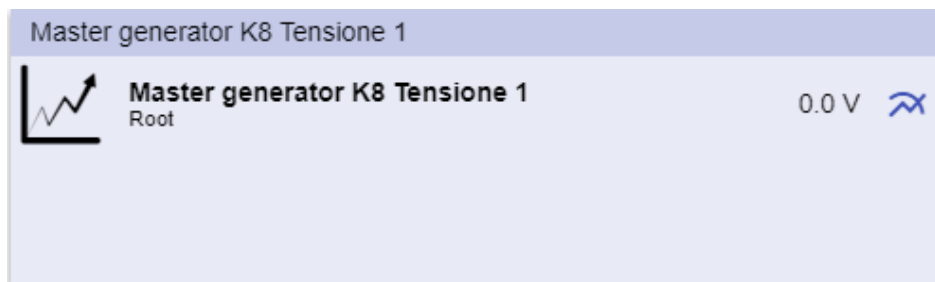 Master generator K8 Tensione 1
Master generator K8 Tensione 1
Root
0.0 V